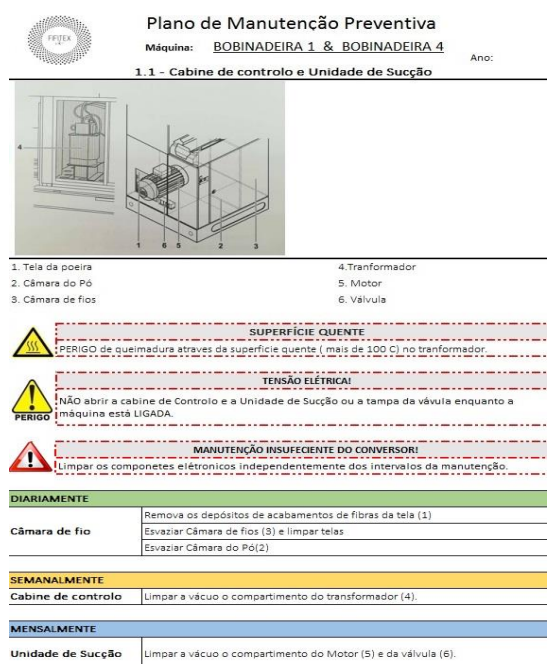 FIFITEX
Plano de Manutenção Preventiva
Máquina: BOBINADEIRA 1 & BOBINADEIRA 4
Ano:
1.1 - Cabine de controlo e Unidade de Sucção
4
1 6 5 2 3
1. Tela da poeira
4.Tranformador
2. Câmara do Pó
5. Motor
3. Câmara de fios
6. Válvula
SUPERFÍCIE QUENTE
PERIGO de queimadura atraves da superficie quente ( mais de 100 C) no tranformador.
TENSÃO ELÉTRICA!
PERIGO
NÃO abrir a cabine de Controlo e a Unidade de Sucção ou a tampa da vávula enquanto a
máquina está LIGADA.
MANUTENÇÃO INSUFECIENTE DO CONVERSOR!
Limpar os componetes elétronicos independentemente dos intervalos da manutenção.
DIARIAMENTE
Câmara de fio
Remova os depósitos de acabamentos de fibras da tela (1)
Esvaziar Câmara de fios (3) e limpar telas
Esvaziar Câmara do Pó(2)
SEMANALMENTE
Cabine de controlo Limpar a vácuo o compartimento do transformador (4).
MENSALMENTE
Unidade de Sucção Limpar a vácuo o compartimento do Motor (5) e da válvula (6).